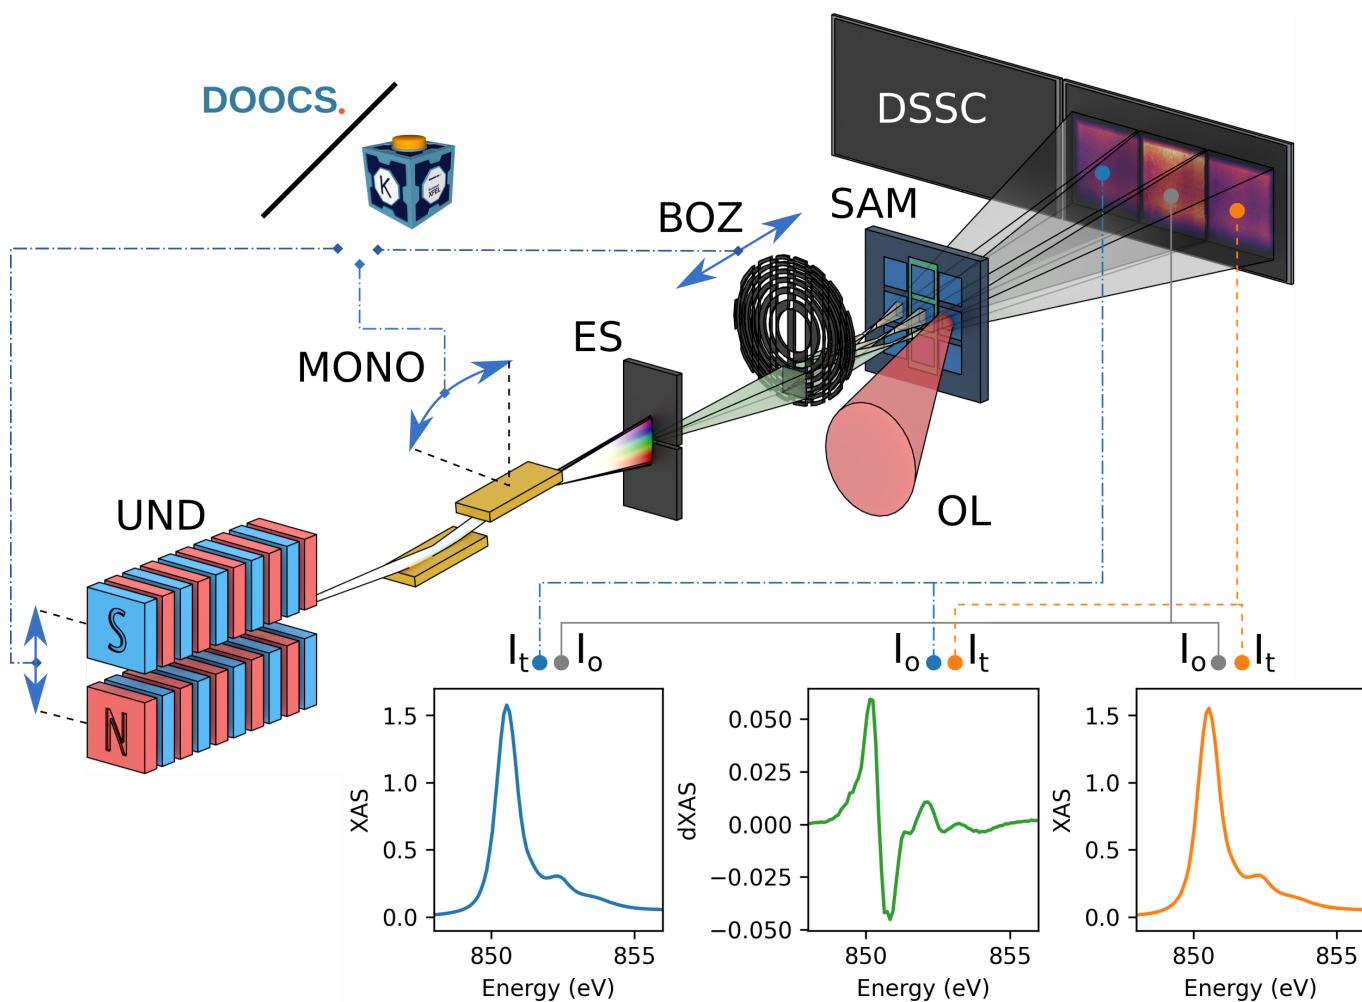 DOOCS.
K
XFEL
DSSC
BOZ
SAM
ES
MONO
OL
UND
S
N
It Io
Io It
Io It
1.5
1.0
0.5
0.0
XAS
850 855
Energy (eV)
0.050
0.025
0.000
−0.025
−0.050
dXAS
850 855
Energy (eV)
1.5
1.0
0.5
0.0
XAS
850 855
Energy (eV)